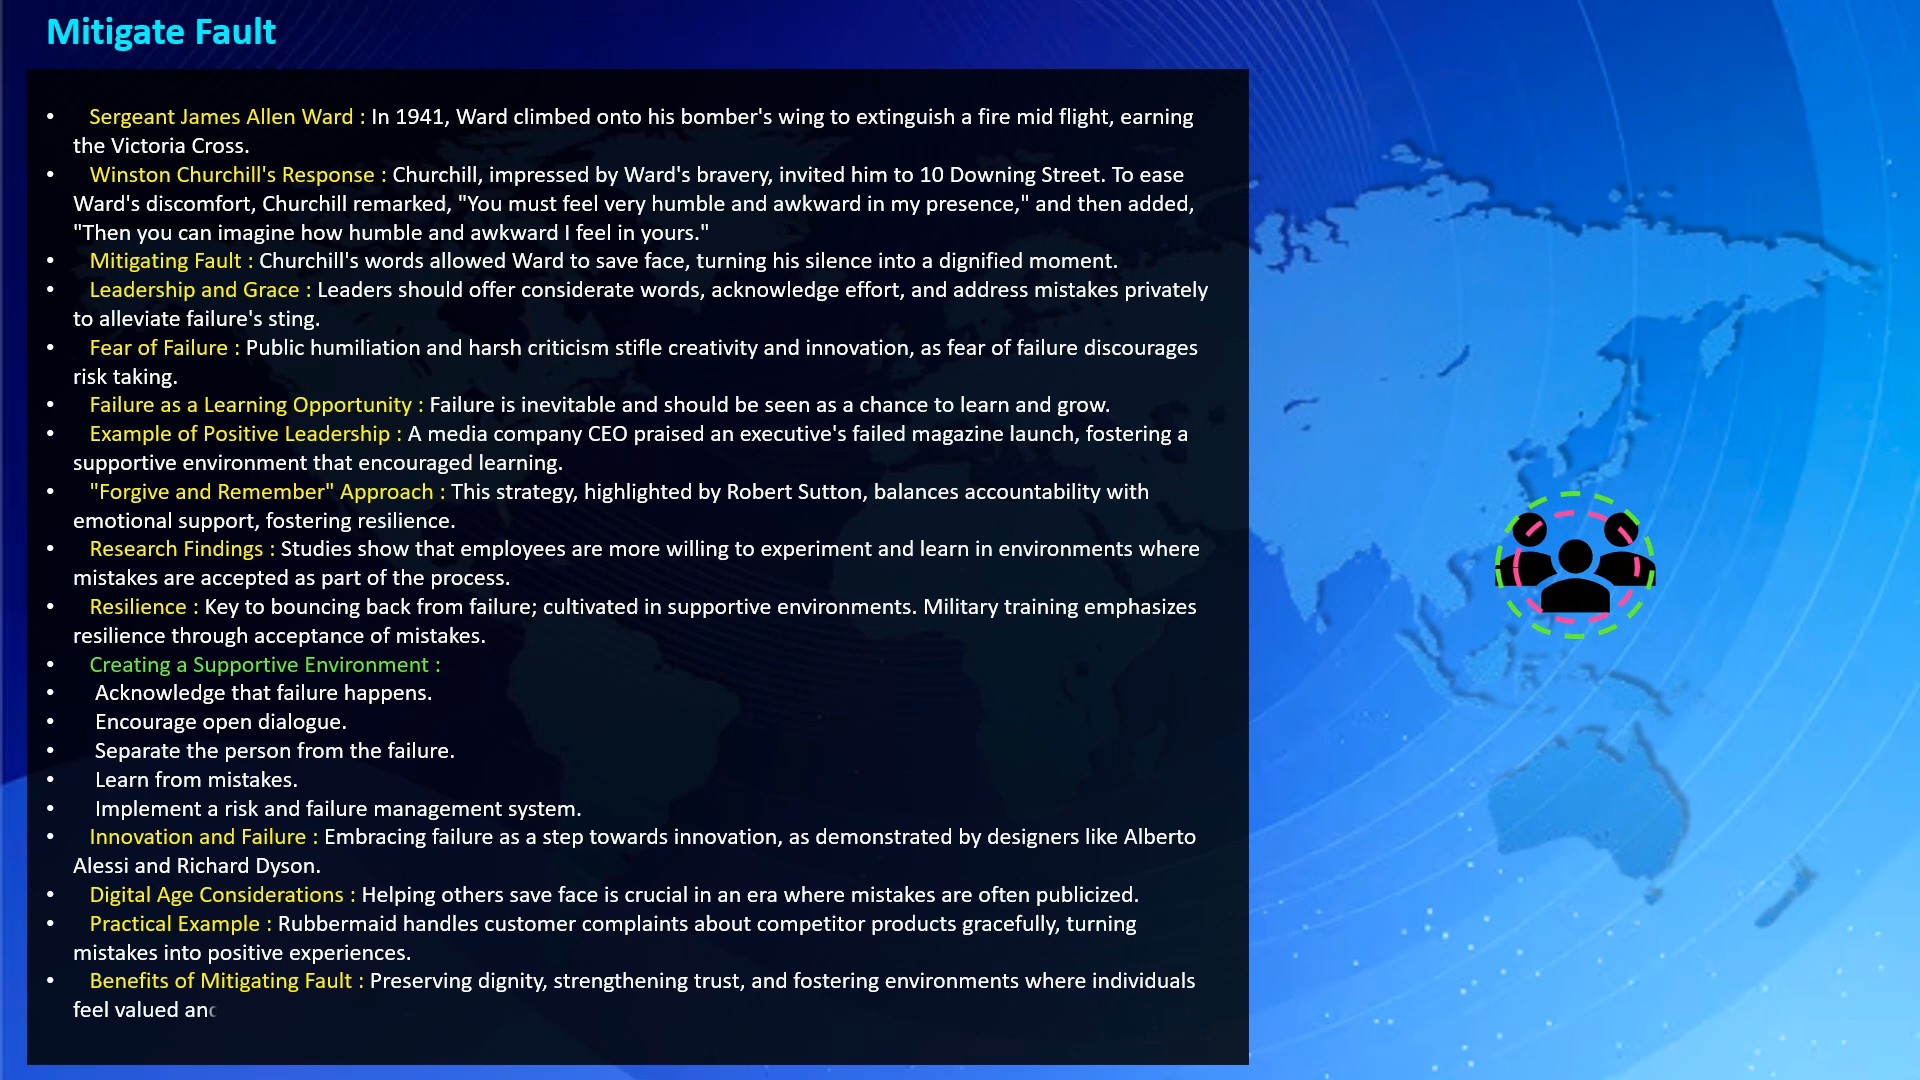 Mitigate Fault
• Sergeant James Allen Ward : In 1941, Ward climbed onto his bomber's wing to extinguish a fire mid flight, earning
the Victoria Cross.
• Winston Churchill's Response : Churchill, impressed by Ward's bravery, invited him to 10 Downing Street. To ease
Ward's discomfort, Churchill remarked, "You must feel very humble and awkward in my presence," and then added,
"Then you can imagine how humble and awkward I feel in yours."
• Mitigating Fault : Churchill's words allowed Ward to save face, turning his silence into a dignified moment.
• Leadership and Grace : Leaders should offer considerate words, acknowledge effort, and address mistakes privately
to alleviate failure's sting.
• Fear of Failure : Public humiliation and harsh criticism stifle creativity and innovation, as fear of failure discourages
risk taking.
• Failure as a Learning Opportunity : Failure is inevitable and should be seen as a chance to learn and grow.
• Example of Positive Leadership : A media company CEO praised an executive's failed magazine launch, fostering a
supportive environment that encouraged learning.
• "Forgive and Remember" Approach : This strategy, highlighted by Robert Sutton, balances accountability with
emotional support, fostering resilience.
• Research Findings : Studies show that employees are more willing to experiment and learn in environments where
mistakes are accepted as part of the process.
• Resilience : Key to bouncing back from failure; cultivated in supportive environments. Military training emphasizes
resilience through acceptance of mistakes.
• Creating a Supportive Environment :
• Acknowledge that failure happens.
• Encourage open dialogue.
• Separate the person from the failure.
• Learn from mistakes.
• Implement a risk and failure management system.
• Innovation and Failure : Embracing failure as a step towards innovation, as demonstrated by designers like Alberto
Alessi and Richard Dyson.
• Digital Age Considerations : Helping others save face is crucial in an era where mistakes are often publicized.
• Practical Example : Rubbermaid handles customer complaints about competitor products gracefully, turning
mistakes into positive experiences.
• Benefits of Mitigating Fault : Preserving dignity, strengthening trust, and fostering environments where individuals
feel valued an